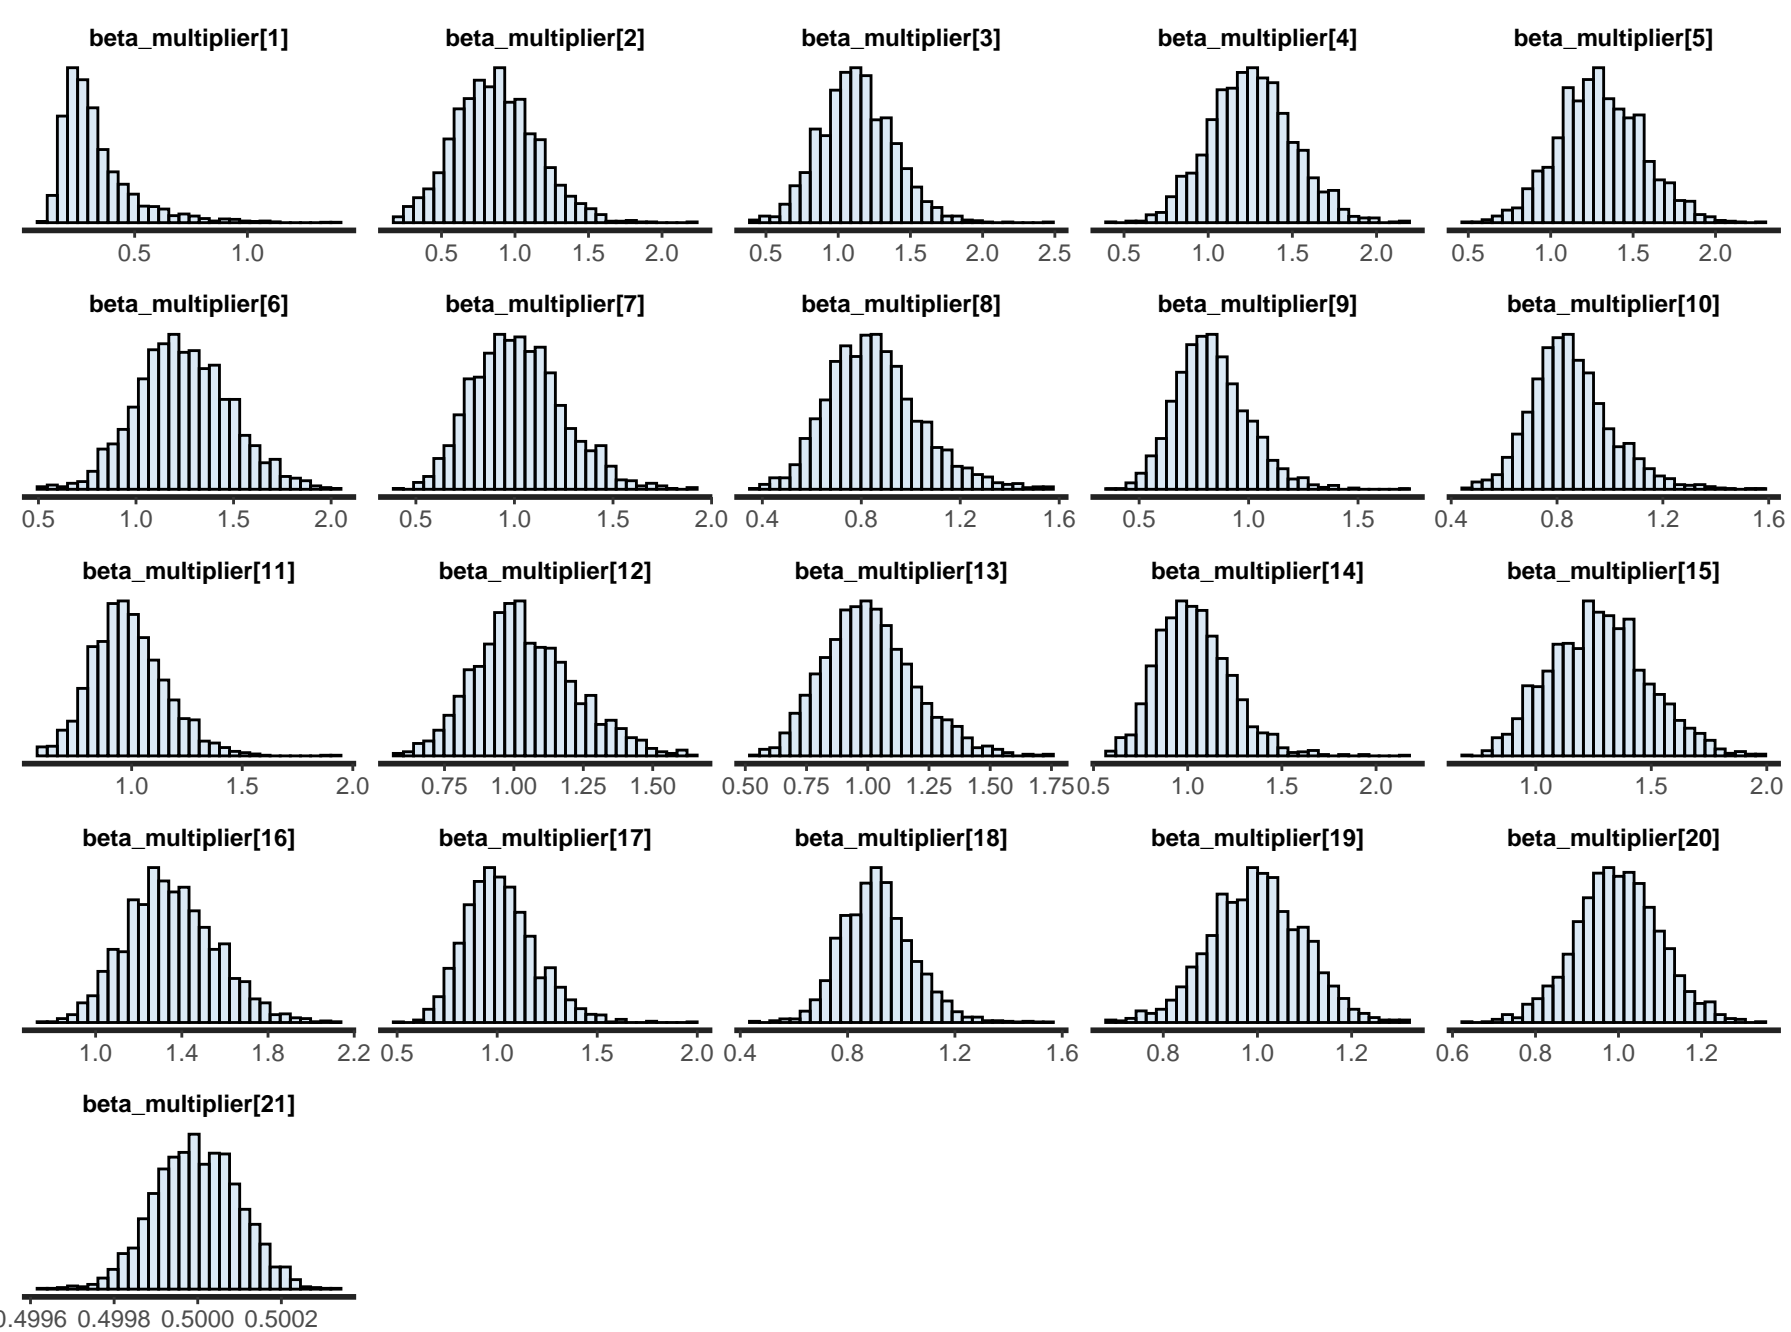 beta_multiplier[1] beta_multiplier[2] beta_multiplier[3] beta_multiplier[4] beta_multiplier[5]
0.5 1.0 0.5 1.0 1.5 2.0 0.5 1.0 1.5 2.0 2.5 0.5 1.0 1.5 2.0 0.5 1.0 1.5 2.0
beta_multiplier[6] beta_multiplier[7] beta_multiplier[8] beta_multiplier[9] beta_multiplier[10]
0.5 1.0 1.5 2.0 0.5 1.0 1.5 2.0 0.4 0.8 1.2 1.6 0.5 1.0 1.5 0.4 0.8 1.2 1.6
beta_multiplier[11] beta_multiplier[12] beta_multiplier[13] beta_multiplier[14] beta_multiplier[15]
1.0 1.5 2.0 0.75 1.00 1.25 1.50 0.50 0.75 1.00 1.25 1.50 1.75 0.5 1.0 1.5 2.0 1.0 1.5 2.0
beta_multiplier[16] beta_multiplier[17] beta_multiplier[18] beta_multiplier[19] beta_multiplier[20]
1.0 1.4 1.8 2.2 0.5 1.0 1.5 2.0 0.4 0.8 1.2 1.6 0.8 1.0 1.2 0.6 0.8 1.0 1.2
beta_multiplier[21]
0.4996 0.4998 0.5000 0.5002